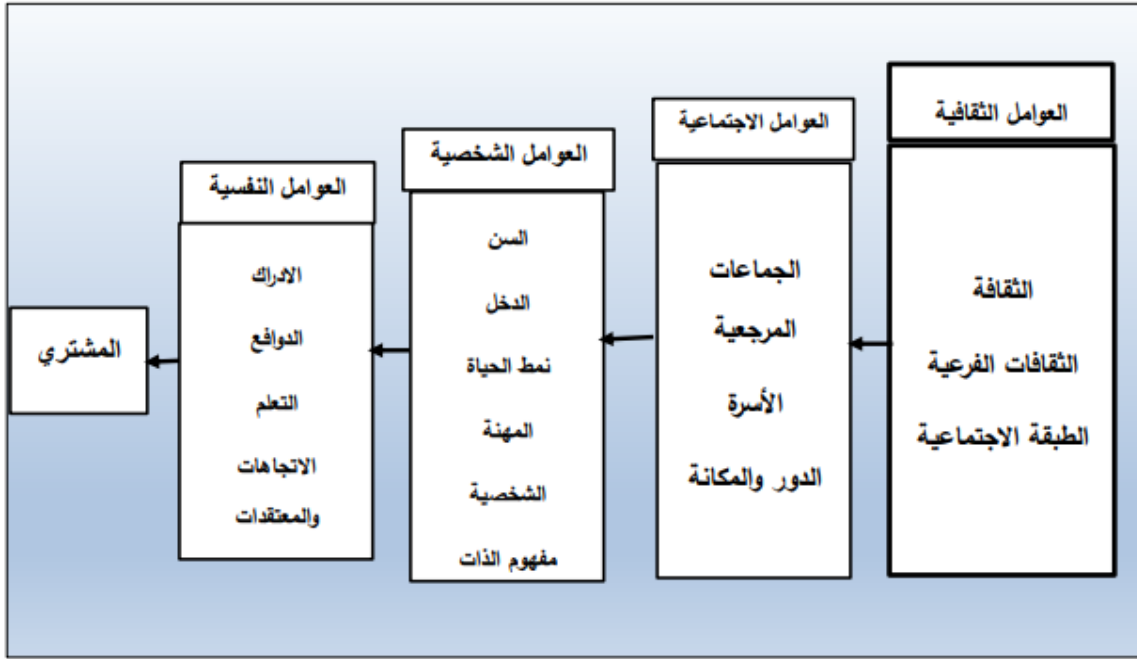 العوامل الثقافية
الثقافة
الثقافات الفرعية
الطبقة الاجتماعية
العوامل الاجتماعية
الجماعات
المرجعية
الأسرة
الدور والمكانة
العوامل الشخصية
السن
الدخل
نمط الحياة
المهنة
الشخصية
مفهوم الذات
العوامل النفسية
الادراك
الدوافع
التعلم
الاتجاهات
والمعتقدات
المشتري